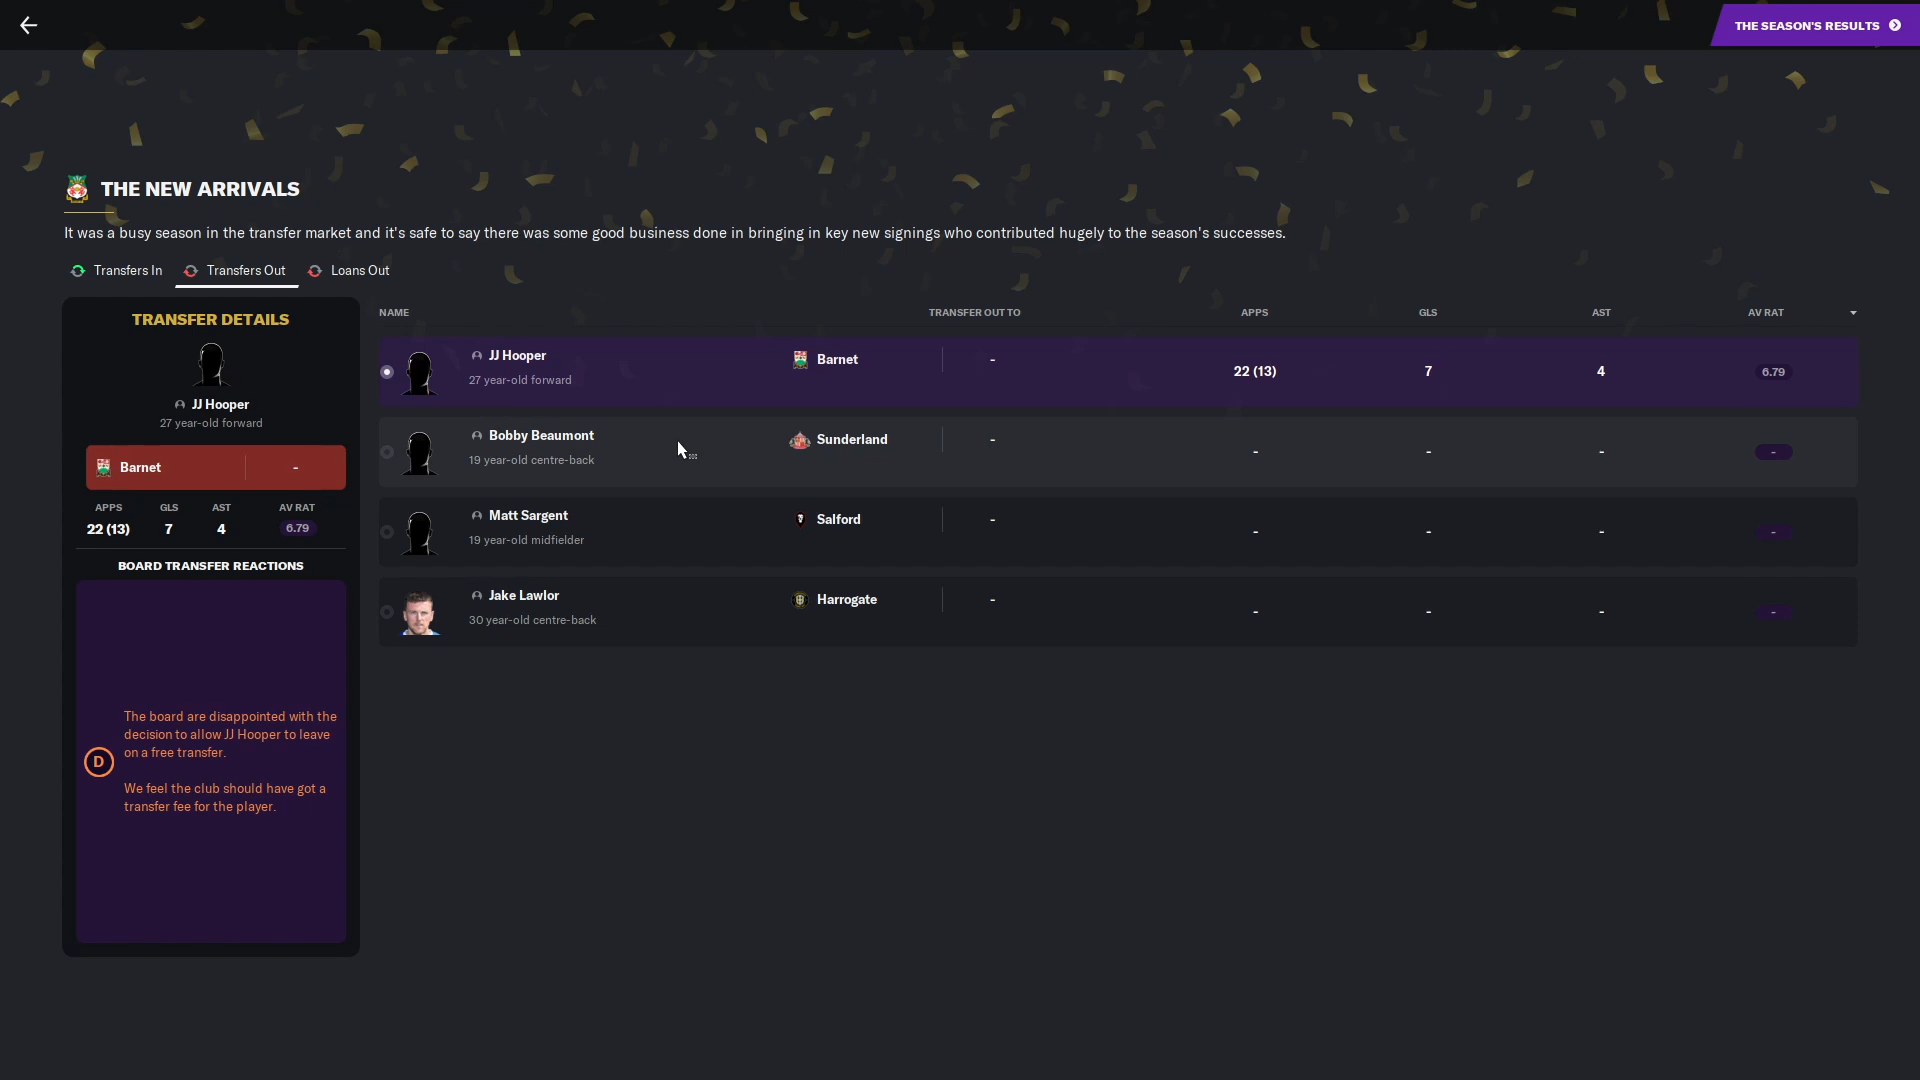 THE SEASON'S RESULTS
THE NEW ARRIVALS
It was a busy season in the transfer market and it's safe to say there was some good business done in bringing in key new signings who contributed hugely to the season's successes.
Transfers In Transfers Out Loans Out
TRANSFER DETAILS
JJ Hooper
27 year-old forward
Barnet -
APPS GLS AST AV RAT
22 (13) 7 4 6.79
BOARD TRANSFER REACTIONS
D
The board are disappointed with the
decision to allow JJ Hooper to leave
on a free transfer.
We feel the club should have got a
transfer fee for the player.
NAME TRANSFER OUT TO APPS GLS AST AV RAT
JJ Hooper Barnet - 22 (13) 7 4 6.79
27 year-old forward
Bobby Beaumont Sunderland - - - - -
19 year-old centre-back
Matt Sargent Salford - - - - -
19 year-old midfielder
Jake Lawlor Harrogate - - - - -
30 year-old centre-back